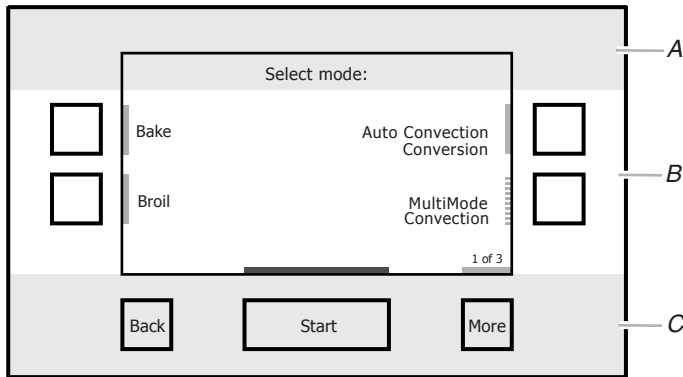 Select mode:
A
Bake
Auto Convection
Conversion
B
Broil
MultiMode
Convection
1 of 3
Back
Start
More
C